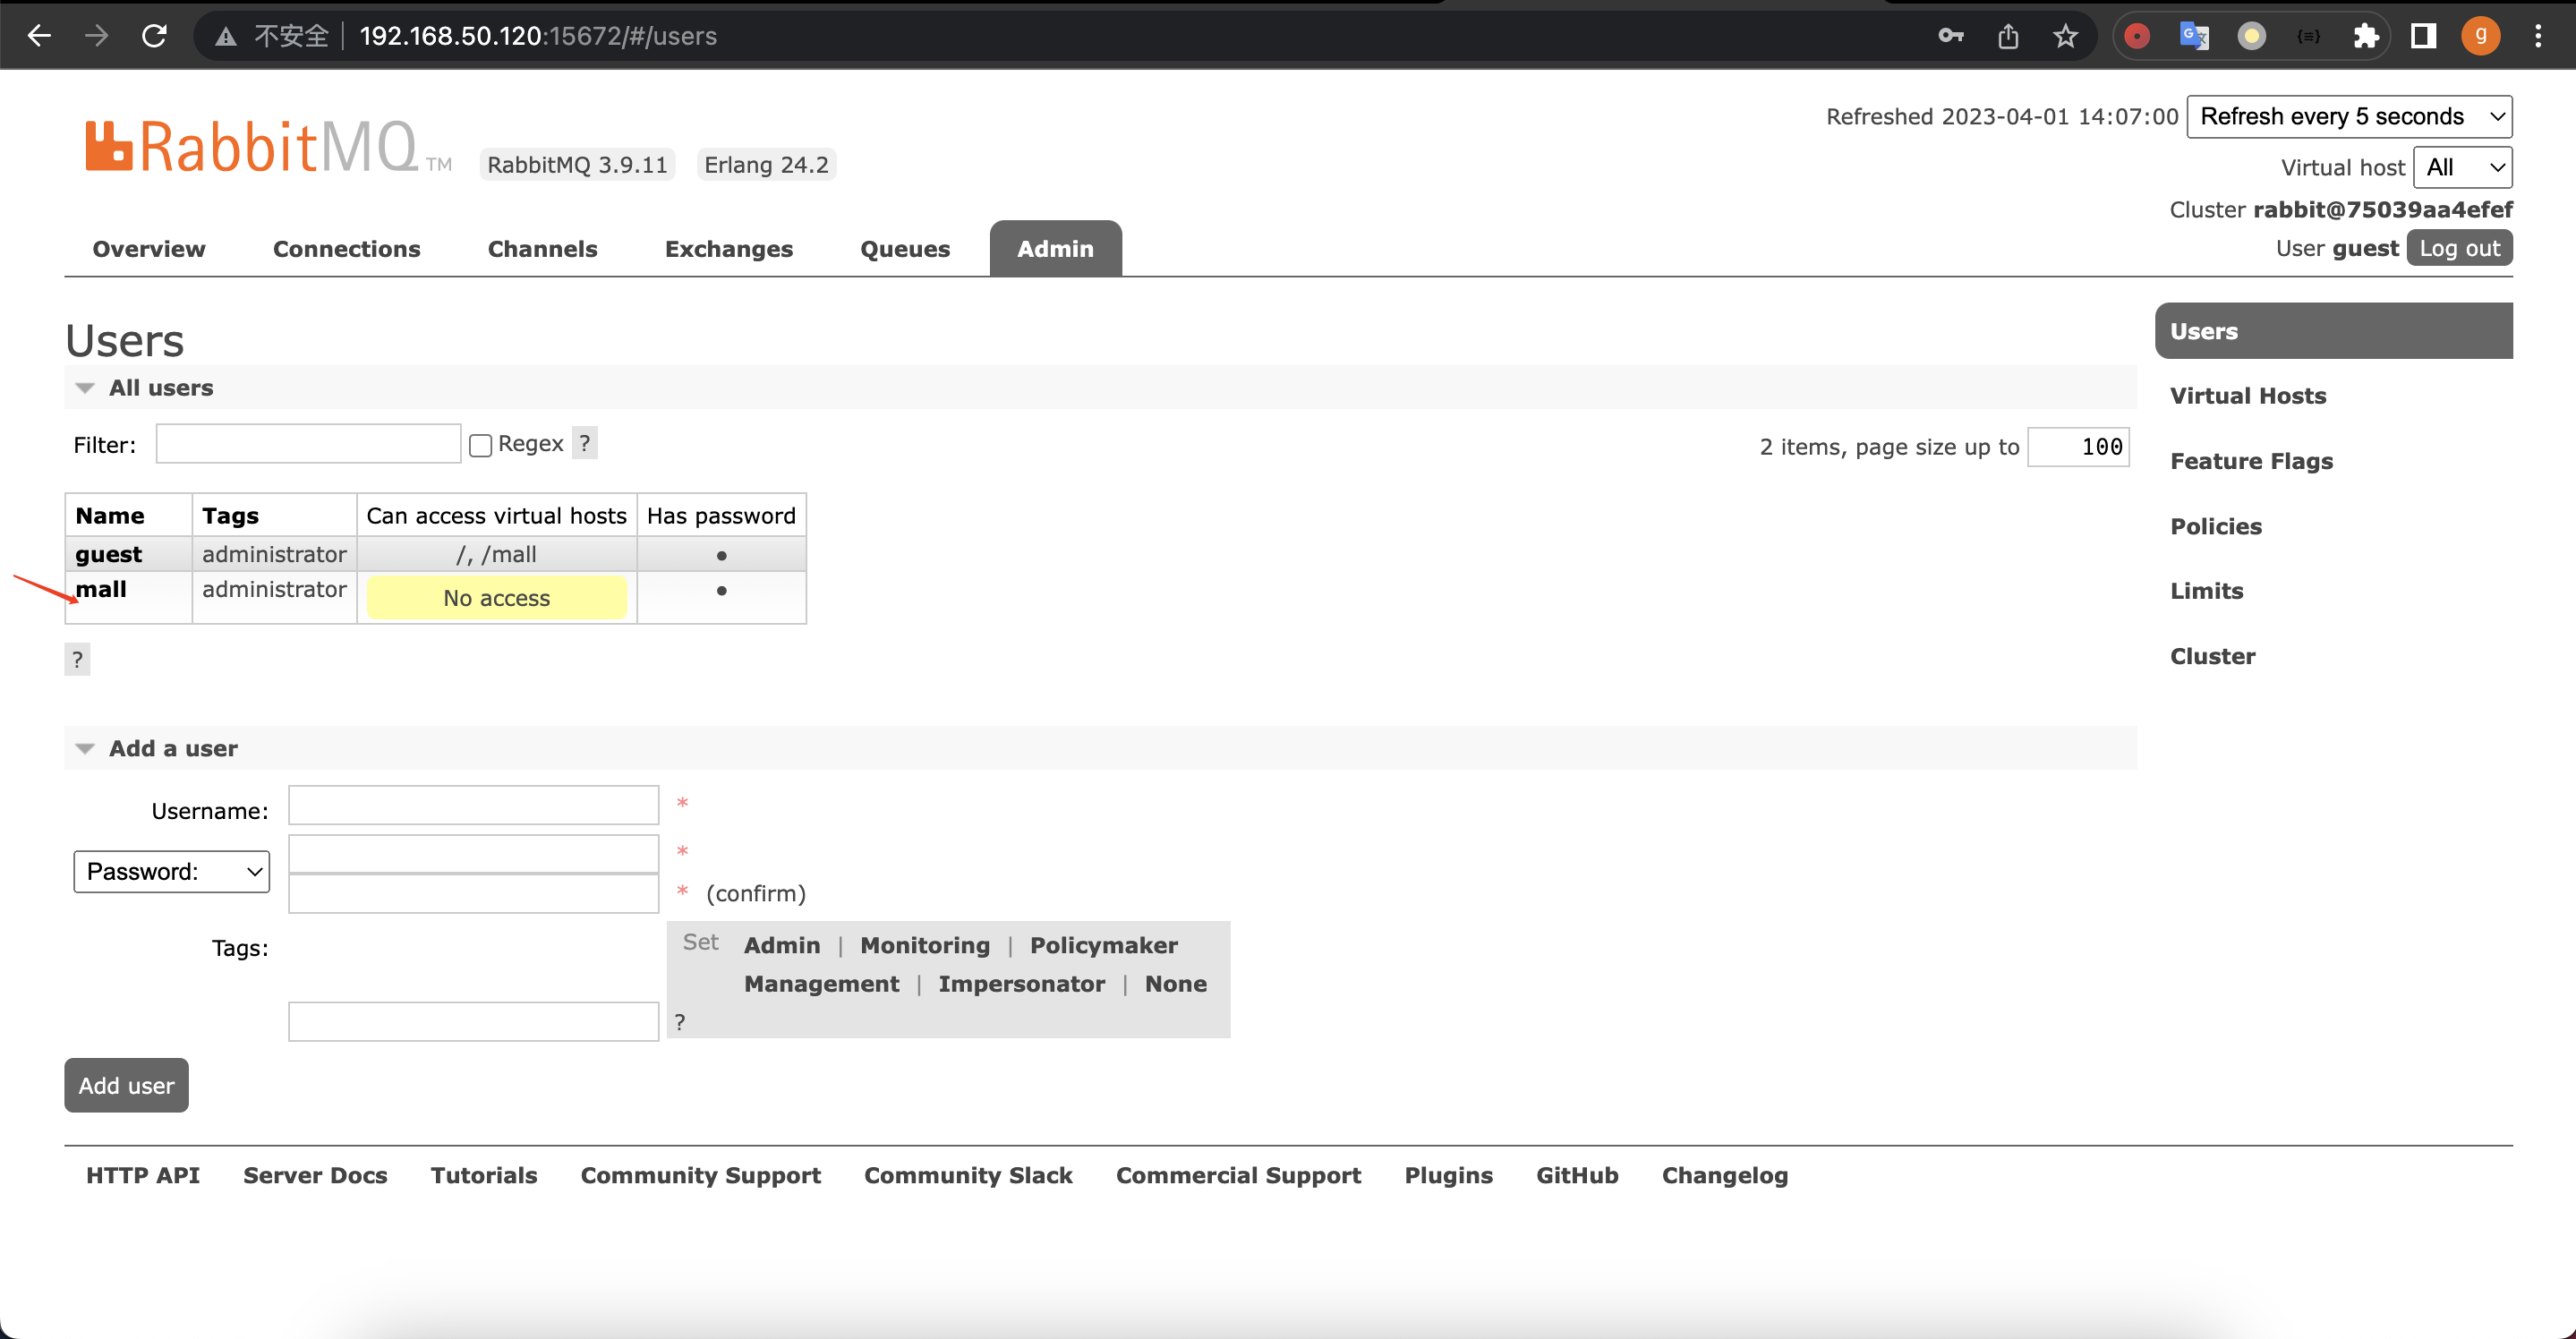 不安全 192.168.50.120:15672/#/users
g
Refreshed 2023-04-01 14:07:00 Refresh every 5 seconds
RabbitMQ TM RabbitMQ 3.9.11 Erlang 24.2
Virtual host All
Cluster rabbit@75039aa4efef
User guest Log out
Overview Connections Channels Exchanges Queues Admin
Users
All users
Filter: Regex ? 2 items, page size up to 100
Name Tags Can access virtual hosts Has password
guest administrator /, /mall ●
mall administrator No access ●
?
Add a user
Username: *
Password: *
* (confirm)
Tags: Set Admin | Monitoring | Policymaker
Management | Impersonator | None
?
Add user
Users
Virtual Hosts
Feature Flags
Policies
Limits
Cluster
HTTP API Server Docs Tutorials Community Support Community Slack Commercial Support Plugins GitHub Changelog